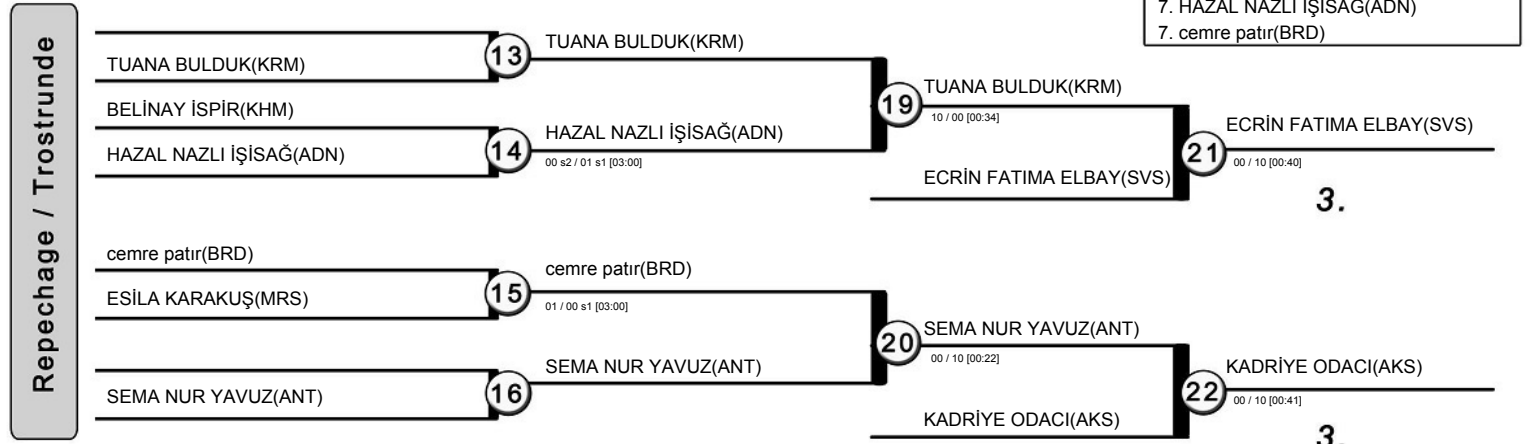 Repechage / Trostrunde
7. HAZAL NAZLI İŞİSAĞ(ADN)
7. cemre patır(BRD)
TUANA BULDUK(KRM)
13
TUANA BULDUK(KRM)
BELİNAY İSPİR(KHM)
HAZAL NAZLI İŞİSAĞ(ADN)
14
HAZAL NAZLI İŞİSAĞ(ADN)
00 s2 / 01 s1 [03:00]
19
TUANA BULDUK(KRM)
10 / 00 [00:34]
ECRİN FATIMA ELBAY(SVS)
21
ECRİN FATIMA ELBAY(SVS)
00 / 10 [00:40]
3.
cemre patır(BRD)
ESİLA KARAKUŞ(MRS)
15
cemre patır(BRD)
01 / 00 s1 [03:00]
SEMA NUR YAVUZ(ANT)
16
SEMA NUR YAVUZ(ANT)
20
SEMA NUR YAVUZ(ANT)
00 / 10 [00:22]
KADRİYE ODACI(AKS)
22
KADRİYE ODACI(AKS)
00 / 10 [00:41]
3.